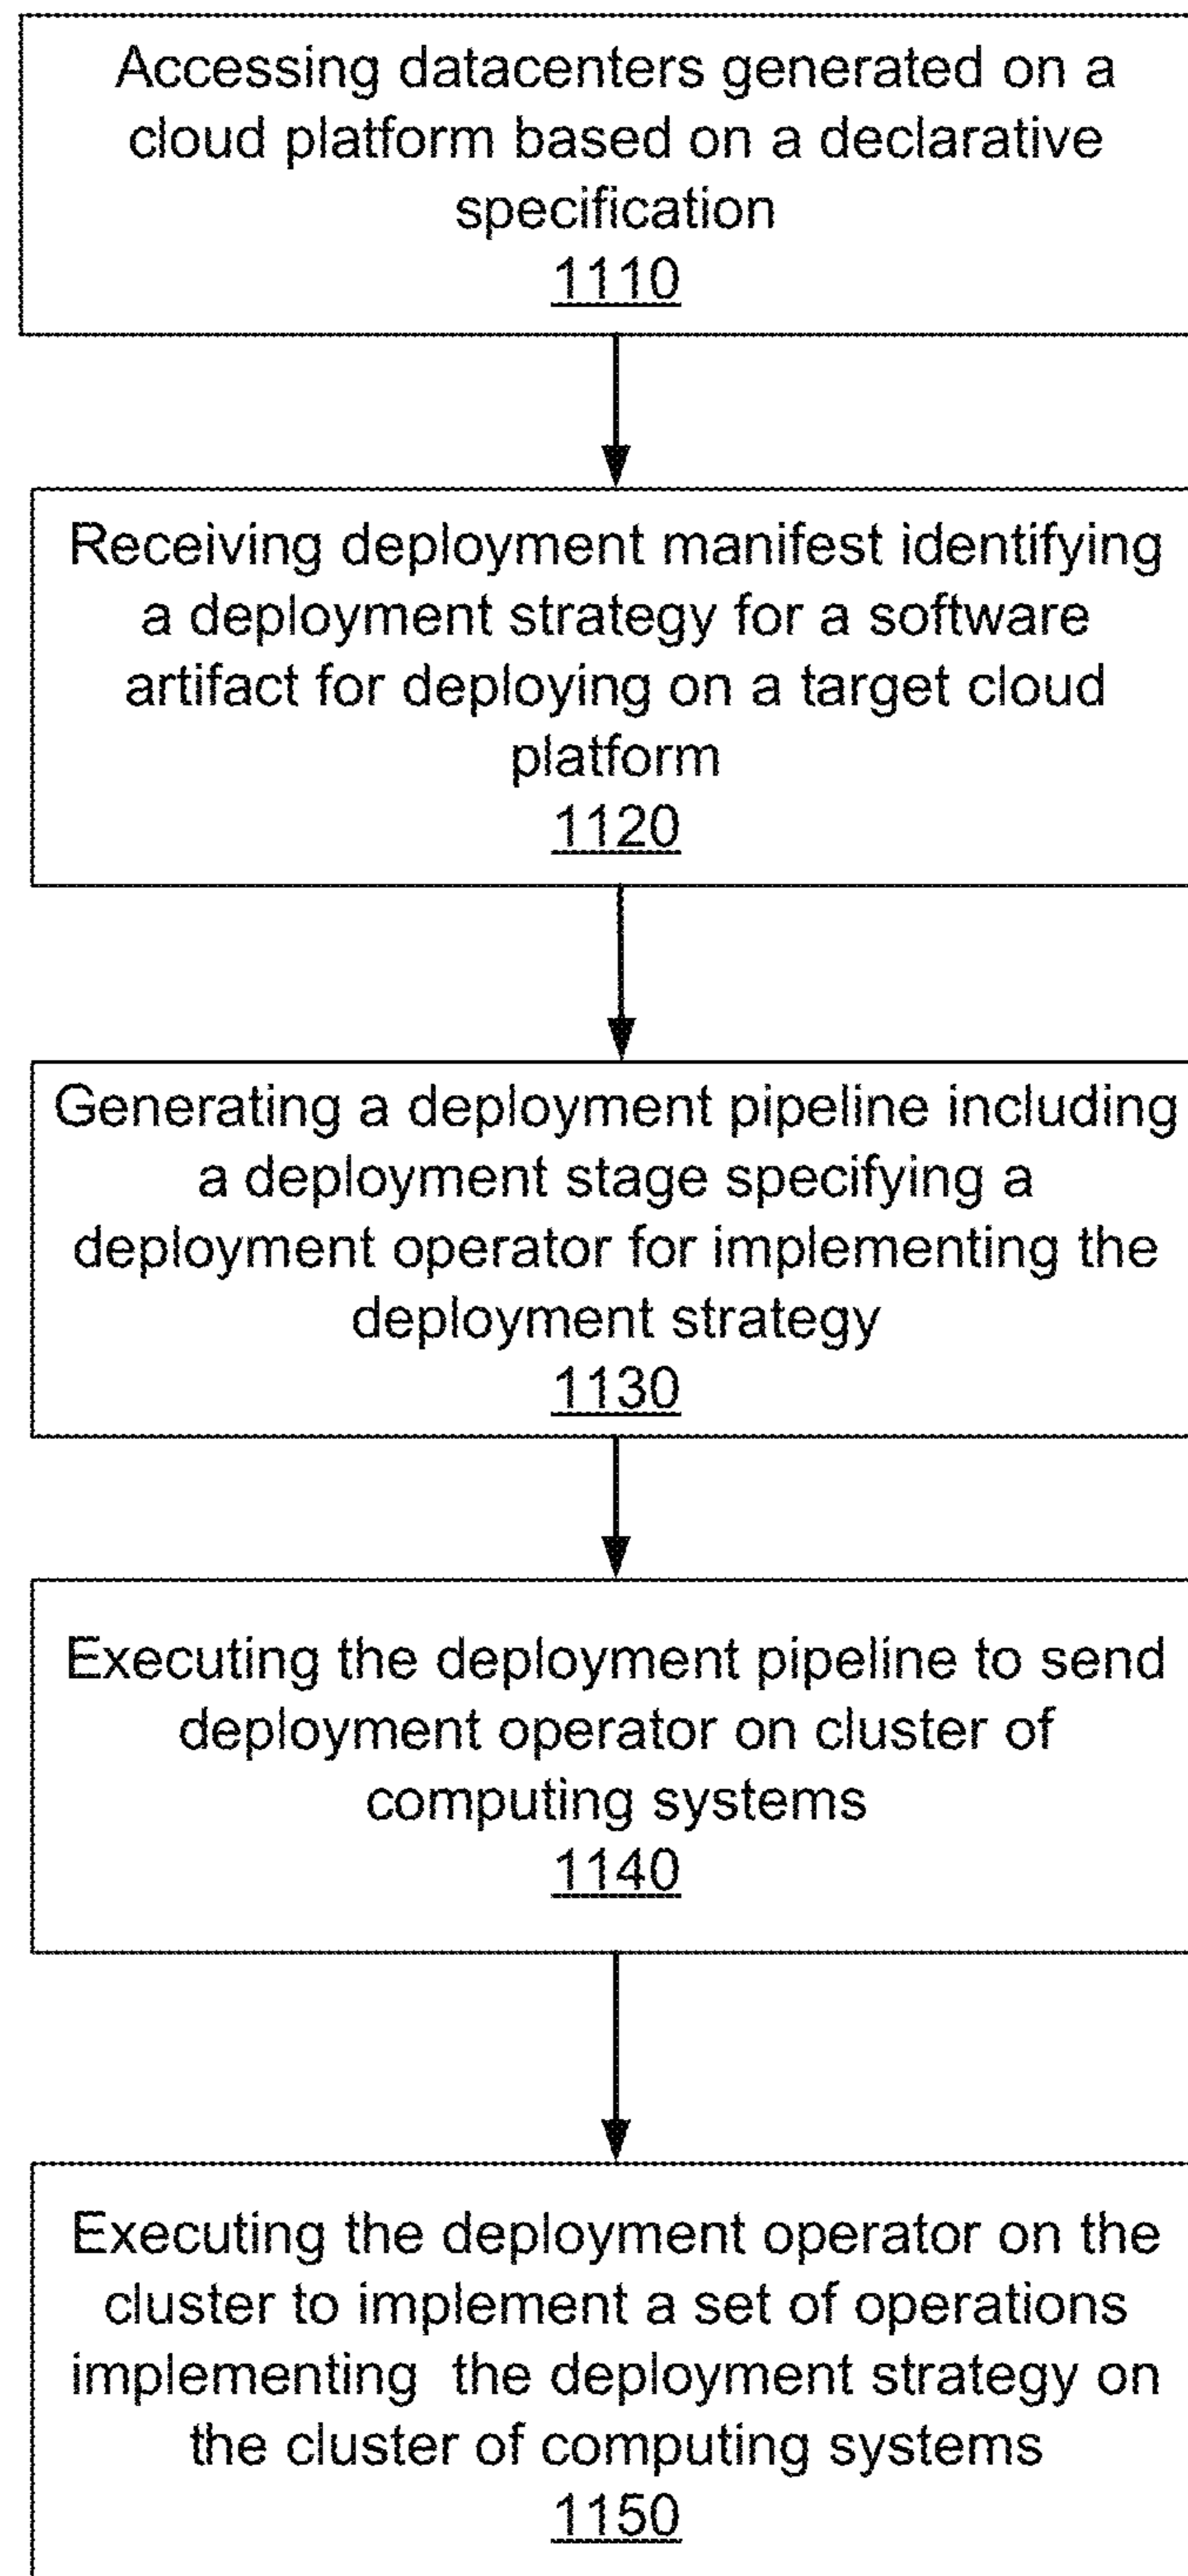 Accessing datacenters generated on a
cloud platform based on a declarative
specification
1110
Receiving deployment manifest identifying
a deployment strategy for a software
artifact for deploying on a target cloud
platform
1120
Generating a deployment pipeline including
a deployment stage specifying a
deployment operator for implementing the
deployment strategy
1130
Executing the deployment pipeline to send
deployment operator on cluster of
computing systems
1140
Executing the deployment operator on the
cluster to implement a set of operations
implementing the deployment strategy on
the cluster of computing systems
1150